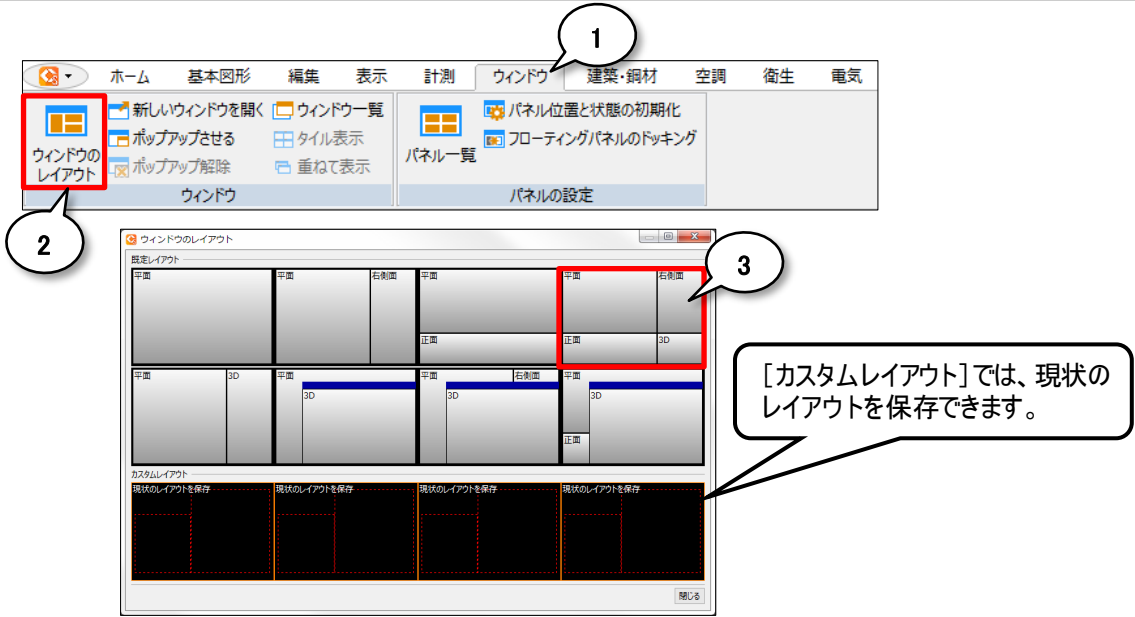 1
ホーム 基本図形 編集 表示 計測 ウィンドウ 建築・鋼材 空調 衛生 電気
新しいウィンドウを開く ウィンドウ一覧 パネル位置と状態の初期化
ポップアップさせる タイル表示 フローティングパネルのドッキング
ウィンドウの
レイアウト
ポップアップ解除 重ねて表示
パネル一覧
ウィンドウ パネルの設定
2
ウィンドウのレイアウト
既定レイアウト
3
平面 平面 右側面 平面 平面 右側面
正面 正面 3D
平面 3D 平面 平面 右側面 平面
3D 3D 3D
正面
カスタムレイアウト
現状のレイアウトを保存 現状のレイアウトを保存 現状のレイアウトを保存 現状のレイアウトを保存
閉じる
[カスタムレイアウト]では、現状の
レイアウトを保存できます。